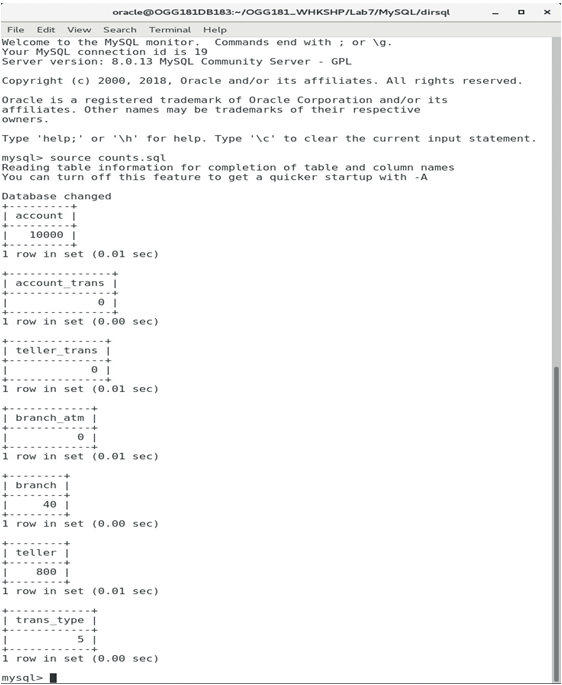 oracle@OGG181DB183:~/OGG181_WHKSHP/Lab7/MySQL/dirsql
File Edit View Search Terminal Help
Welcome to the MySQL monitor.  Commands end with ; or \g.
Your MySQL connection id is 19
Server version: 8.0.13 MySQL Community Server - GPL
Copyright (c) 2000, 2018, Oracle and/or its affiliates. All rights reserved.
Oracle is a registered trademark of Oracle Corporation and/or its
affiliates. Other names may be trademarks of their respective
owners.
Type 'help;' or '\h' for help. Type '\c' to clear the current input statement.
mysql> source counts.sql
Reading table information for completion of table and column names
You can turn off this feature to get a quicker startup with -A
Database changed
+---------+
| account |
+---------+
|   10000 |
+---------+
1 row in set (0.01 sec)
+---------------+
| account_trans |
+---------------+
|             0 |
+---------------+
1 row in set (0.00 sec)
+--------------+
| teller_trans |
+--------------+
|            0 |
+--------------+
1 row in set (0.01 sec)
+------------+
| branch_atm |
+------------+
|          0 |
+------------+
1 row in set (0.01 sec)
+--------+
| branch |
+--------+
|     40 |
+--------+
1 row in set (0.00 sec)
+--------+
| teller |
+--------+
|    800 |
+--------+
1 row in set (0.01 sec)
+------------+
| trans_type |
+------------+
|          5 |
+------------+
1 row in set (0.00 sec)
mysql>